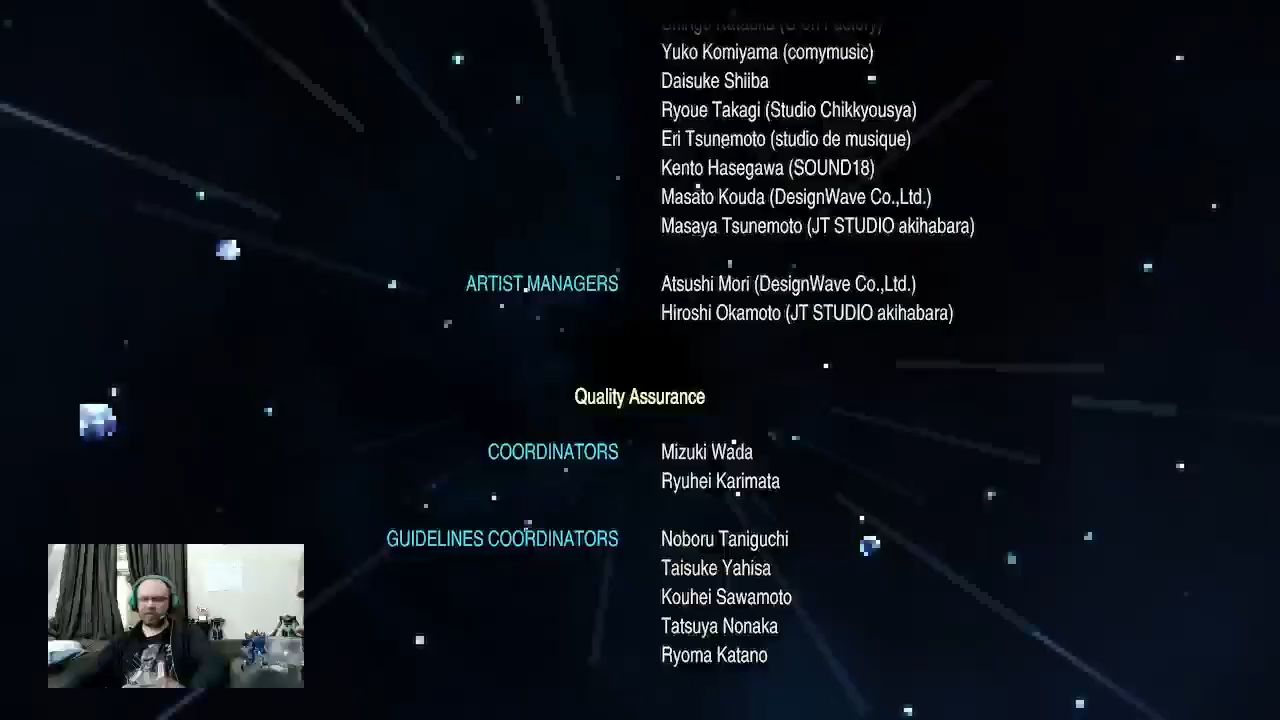 Yuko Komiyama (comymusic)
Daisuke Shiiba
Ryoue Takagi (Studio Chikkyousya)
Eri Tsunemoto (studio de musique)
Kento Hasegawa (SOUND18)
Masato Kouda (DesignWave Co.,Ltd.)
Masaya Tsunemoto (JT STUDIO akihabara)
ARTIST MANAGERS Atsushi Mori (DesignWave Co.,Ltd.)
Hiroshi Okamoto (JT STUDIO akihabara)
Quality Assurance
COORDINATORS Mizuki Wada
Ryuhei Karimata
GUIDELINES COORDINATORS Noboru Taniguchi
Taisuke Yahisa
Kouhei Sawamoto
Tatsuya Nonaka
Ryoma Katano